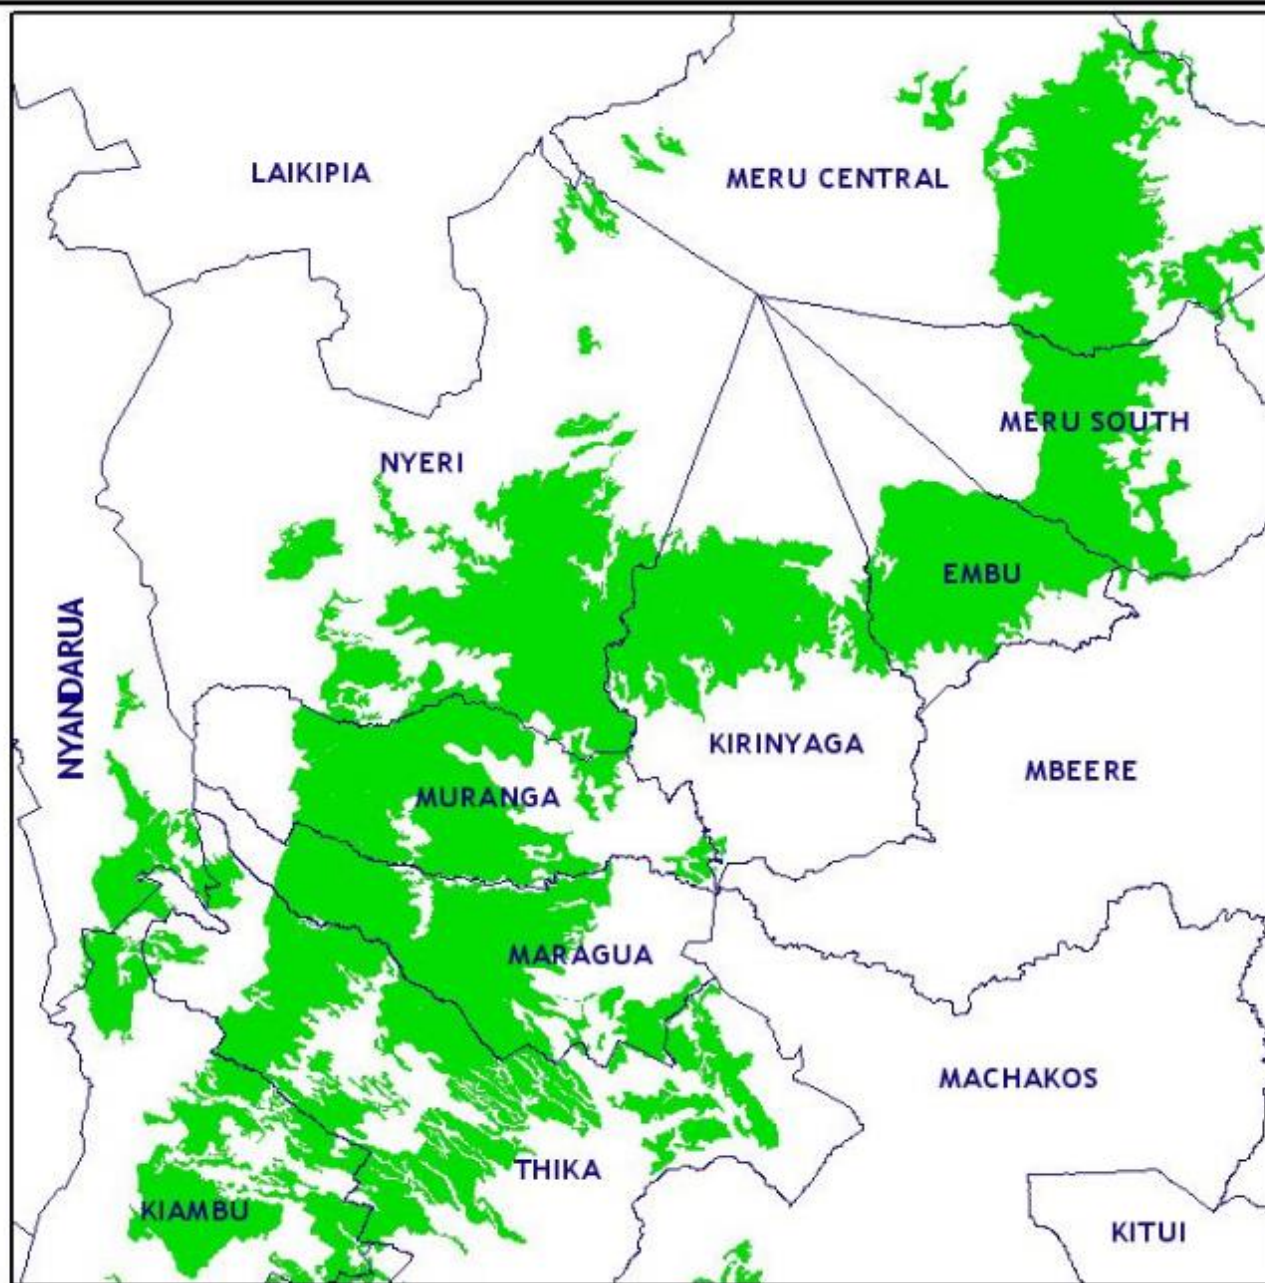 LAIKIPIA
MERU CENTRAL
MERU SOUTH
NYERI
EMBU
NYANDARUA
KIRINYAGA
MBEERE
MURANGA
MARAGUA
MACHAKOS
THIKA
KIAMBU
KITUI